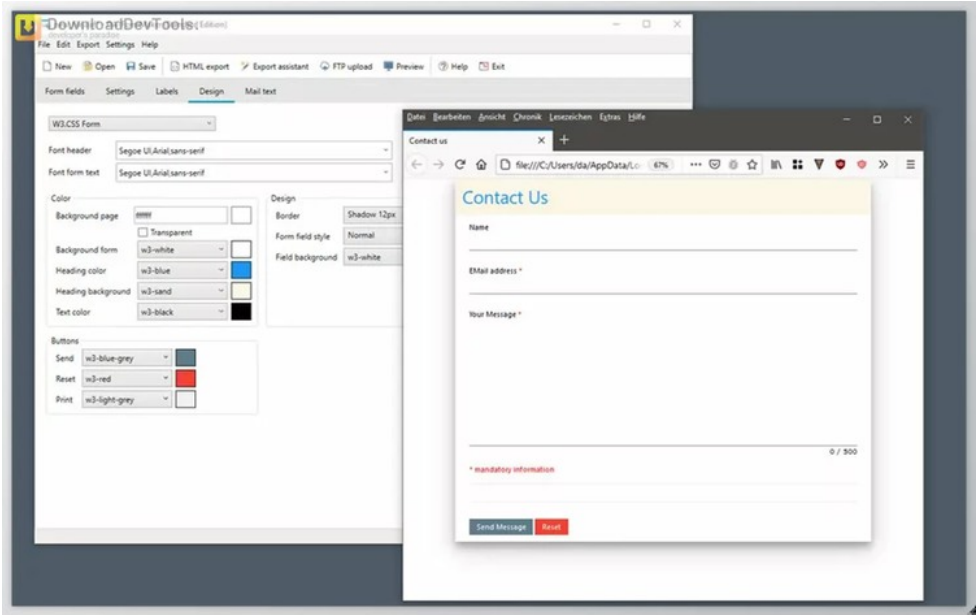 DownloadDevTools.
developer's paradise
Edition)
File Edit Export Settings Help
New Open Save HTML export Export assistant FTP upload Preview Help Exit
Form fields Settings Labels Design Mail text
W3.CSS Form
Font header Segoe UI,Arial,sans-serif
Font form text Segoe UI,Arial,sans-serif
Color
Background page #ffffff
Transparent
Background form w3-white
Heading color w3-blue
Heading background w3-sand
Text color w3-black
Design
Border Shadow 12px
Form field style Normal
Field background w3-white
Buttons
Send w3-blue-grey
Reset w3-red
Print w3-light-grey
Datei Bearbeiten Ansicht Chronik Lesezeichen Extras Hilfe
Contact us
file:///C:/Users/da/AppData/Lo 67%
Contact Us
Name
EMail address *
Your Message *
0 / 500
* mandatory information
Send Message Reset